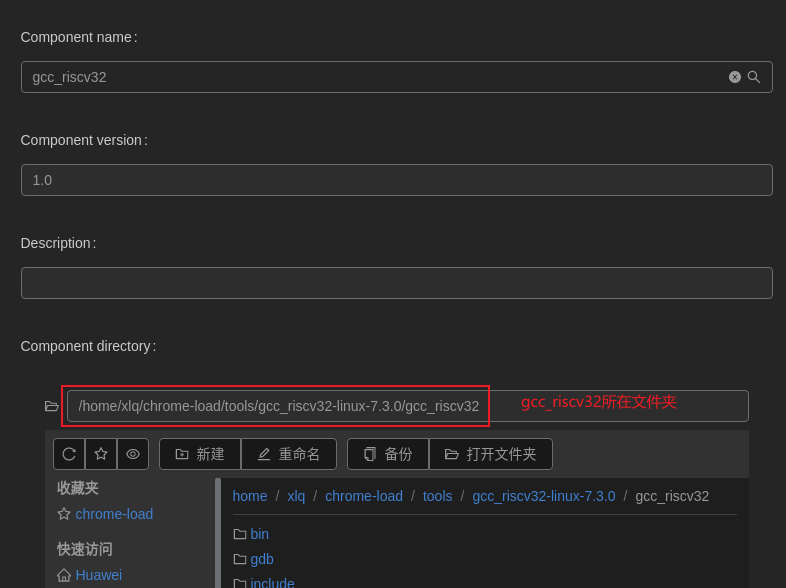 Component name:
gcc_riscv32
Component version:
1.0
Description:
Component directory:
/home/xlq/chrome-load/tools/gcc_riscv32-linux-7.3.0/gcc_riscv32
gcc_riscv32所在文件夹
新建 重命名 备份 打开文件夹
收藏夹
chrome-load
快速访问
Huawei
home / xlq / chrome-load / tools / gcc_riscv32-linux-7.3.0 / gcc_riscv32
bin
gdb
include